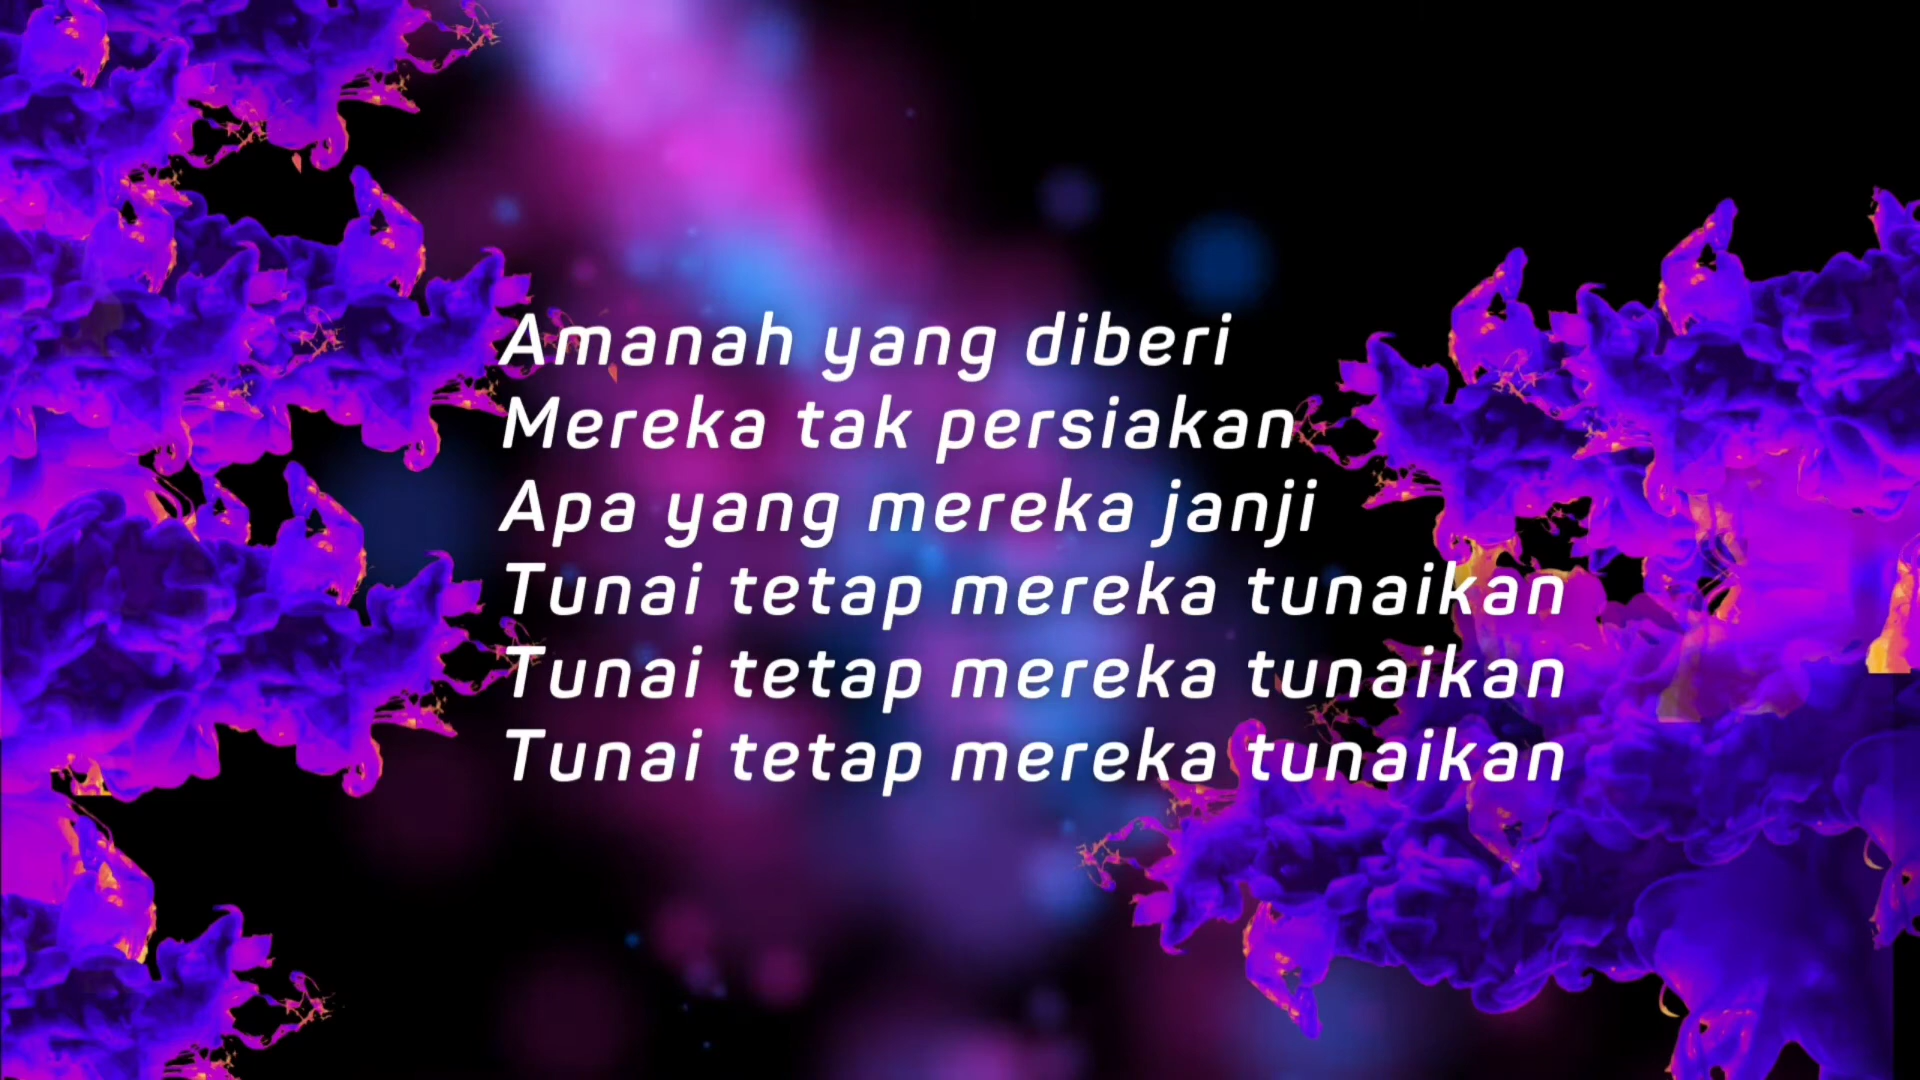 Amanah yang diberi
Mereka tak persiakan
Apa yang mereka janji
Tunai tetap mereka tunaikan
Tunai tetap mereka tunaikan
Tunai tetap mereka tunaikan